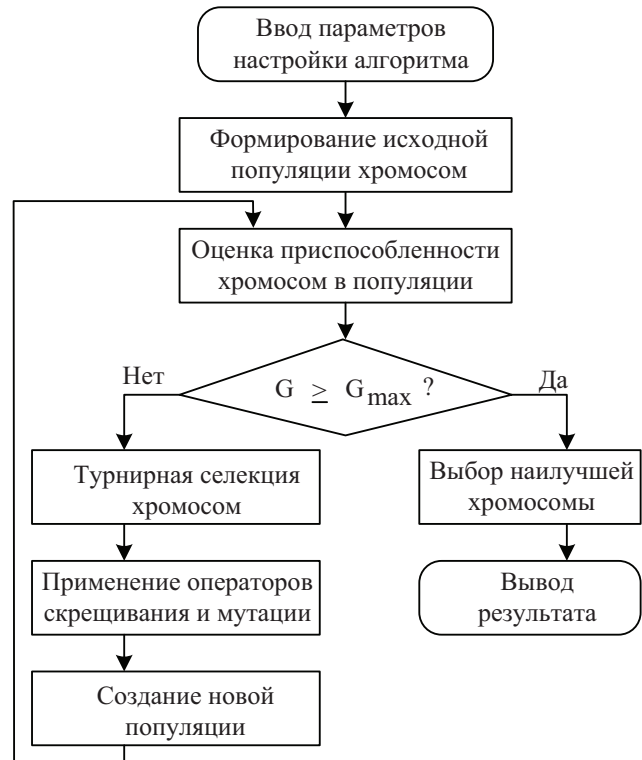 Ввод параметров
настройки алгоритма
Формирование исходной
популяции хромосом
Оценка приспособленности
хромосом в популяции
G ≥ Gmax ?
Нет
Да
Турнирная селекция
хромосом
Применение операторов
скрещивания и мутации
Создание новой
популяции
Выбор наилучшей
хромосомы
Вывод
результата